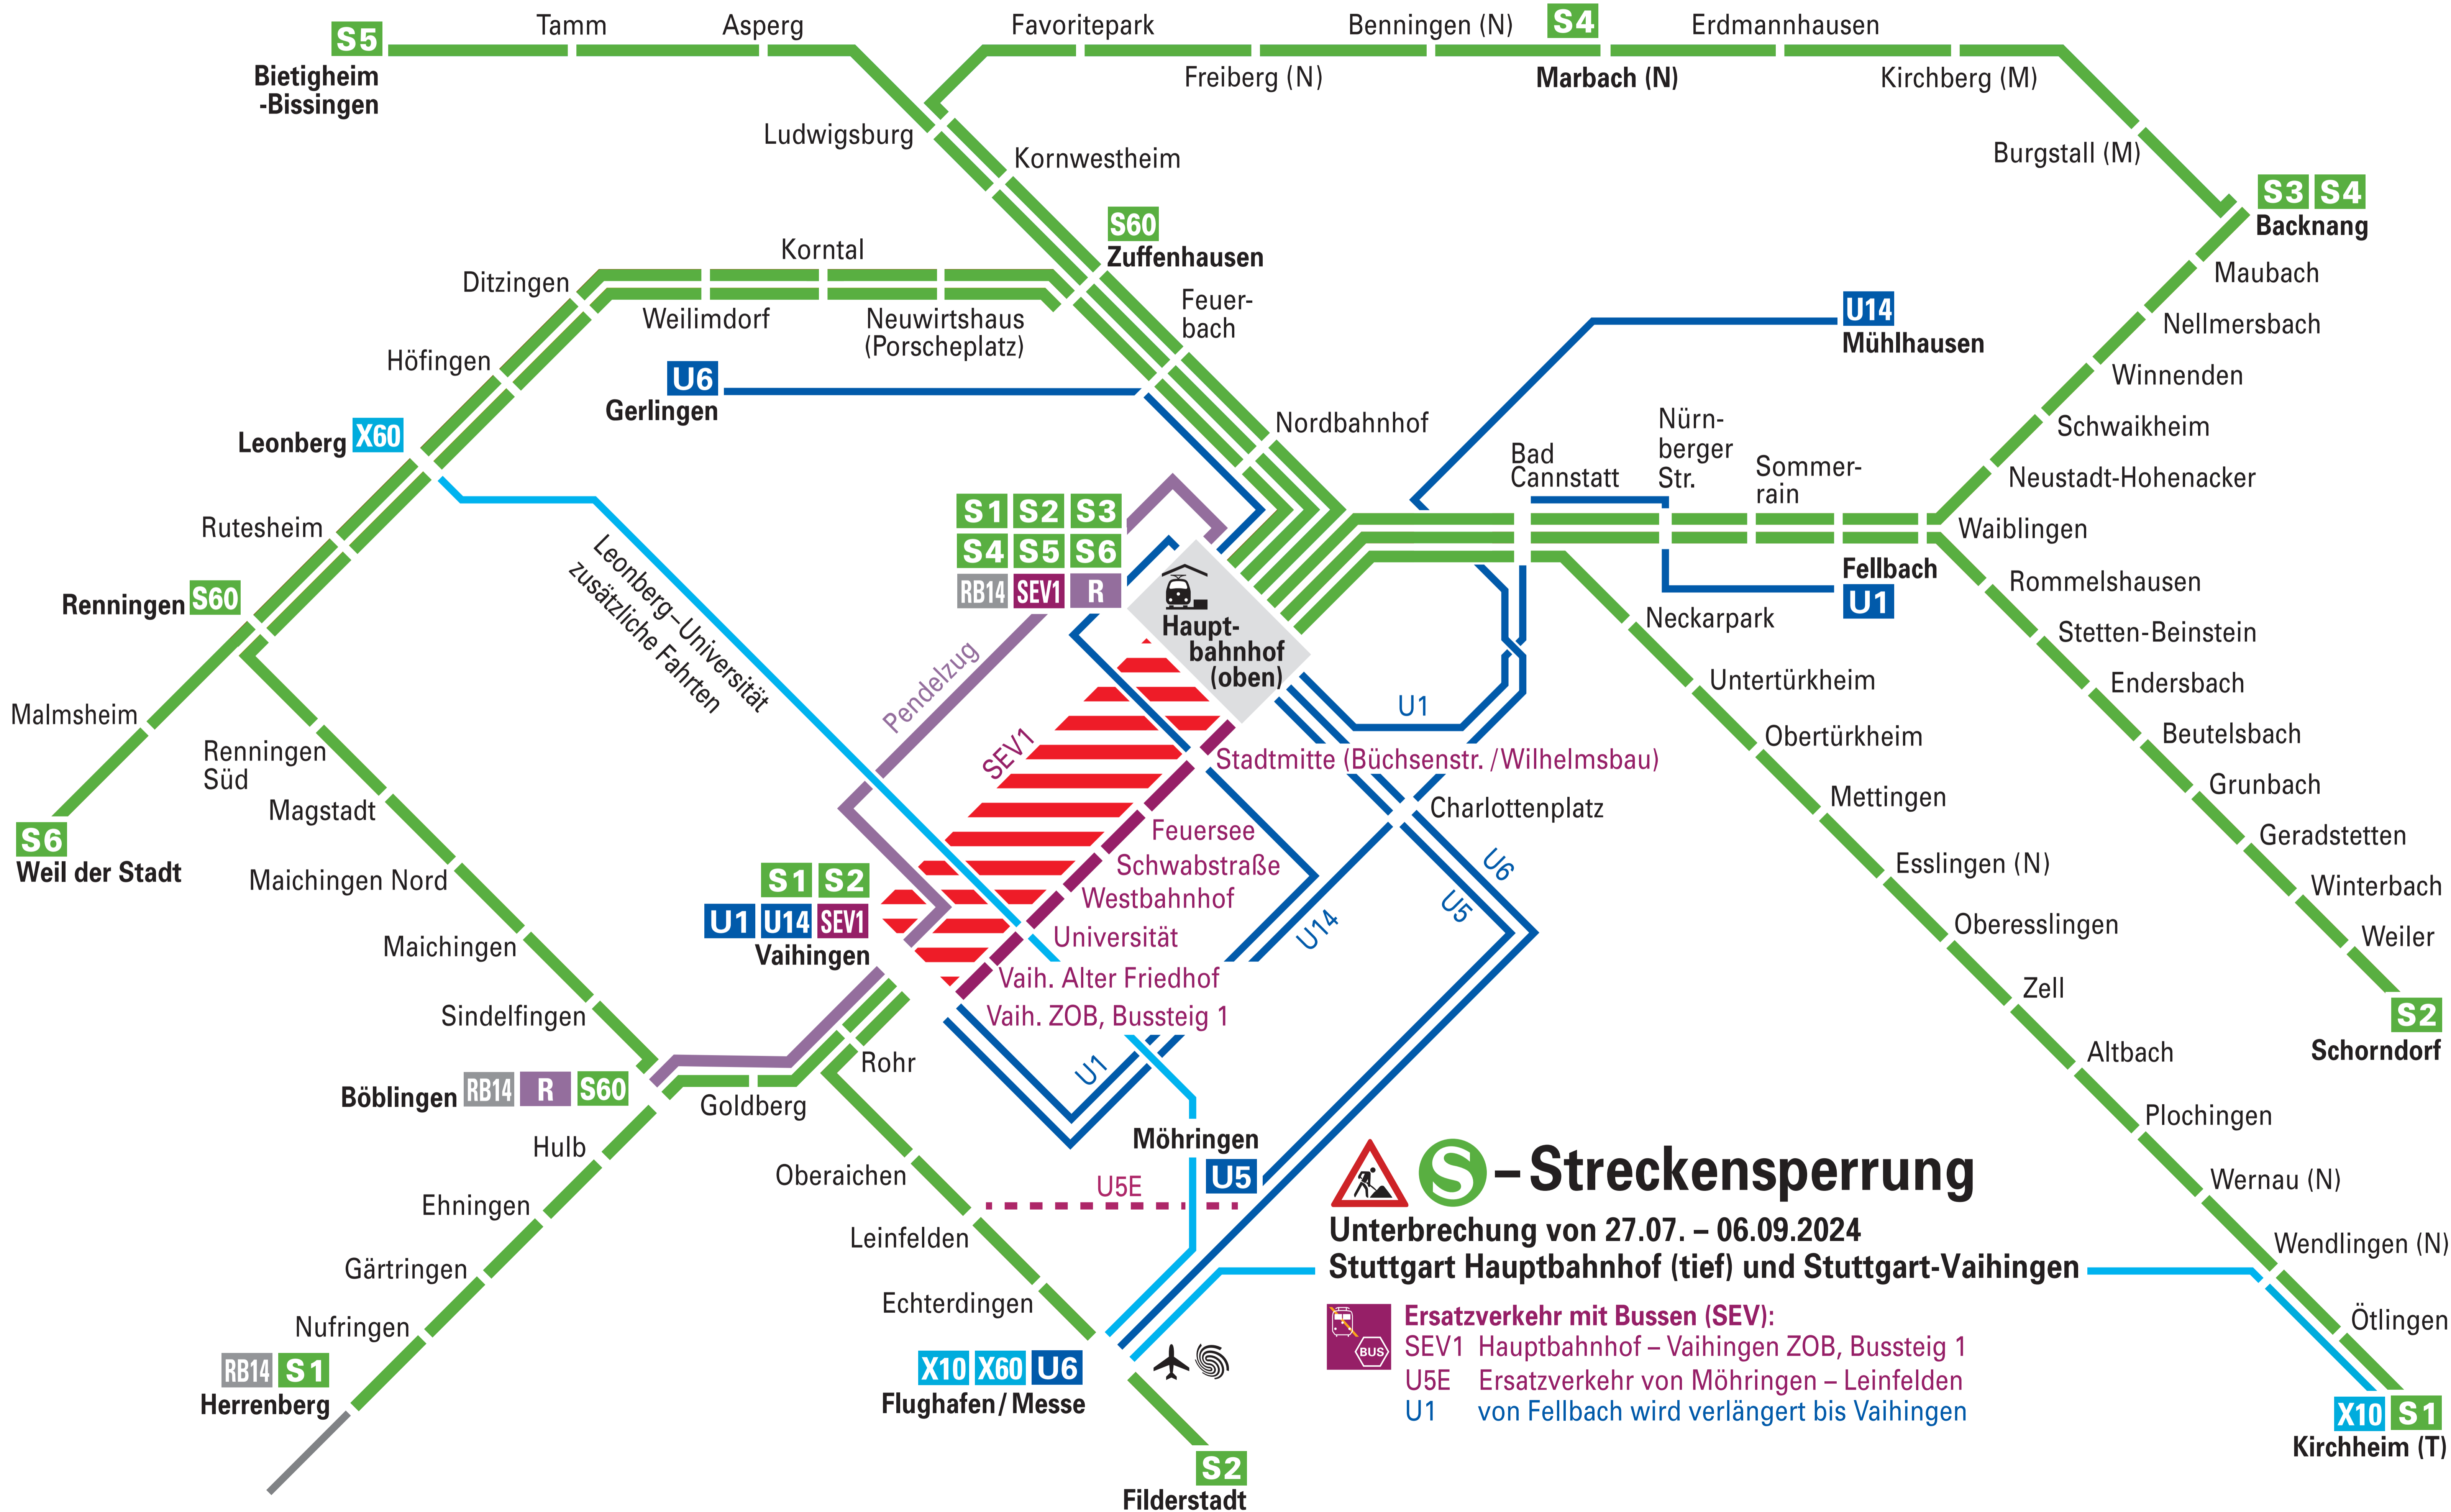 S5
Bietigheim
-Bissingen
Tamm
Asperg
Favoritepark
Freiberg (N)
Benningen (N)
S4
Marbach (N)
Erdmannhausen
Kirchberg (M)
Burgstall (M)
S3 S4
Backnang
Ludwigsburg
Kornwestheim
S60
Zuffenhausen
Feuer-
bach
Nordbahnhof
Korntal
Ditzingen
Weilimdorf
Neuwirtshaus
(Porscheplatz)
Höfingen
U6
Gerlingen
Leonberg X60
Rutesheim
Renningen S60
Malmsheim
S6
Weil der Stadt
Renningen
Süd
Magstadt
Maichingen Nord
Maichingen
Sindelfingen
Böblingen RB14 R S60
Hulb
Ehningen
Gärtringen
Nufringen
RB14 S1
Herrenberg
Leonberg–Universität
zusätzliche Fahrten
U14
Mühlhausen
Maubach
Nellmersbach
Winnenden
Schwaikheim
Neustadt-Hohenacker
Waiblingen
Bad
Cannstatt
Nürn-
berger
Str.
Sommer-
rain
Fellbach
U1
Rommelshausen
Stetten-Beinstein
Endersbach
Beutelsbach
Grunbach
Geradstetten
Winterbach
Weiler
S2
Schorndorf
Neckarpark
Untertürkheim
Obertürkheim
Mettingen
Esslingen (N)
Oberesslingen
Zell
Altbach
Plochingen
Wernau (N)
Wendlingen (N)
Ötlingen
X10 S1
Kirchheim (T)
S1 S2 S3
S4 S5 S6
RB14 SEV1 R
Haupt-
bahnhof
(oben)
Pendelzug
SEV1
U1
Stadtmitte (Büchsenstr. /Wilhelmsbau)
Charlottenplatz
Feuersee
Schwabstraße
Westbahnhof
Universität
Vaih. Alter Friedhof
Vaih. ZOB, Bussteig 1
U6
U5
U14
U1
S1 S2
U1 U14 SEV1
Vaihingen
Rohr
Goldberg
Oberaichen
Leinfelden
Echterdingen
Möhringen
U5
U5E
X10 X60 U6
Flughafen/Messe
S2
Filderstadt
S – Streckensperrung
Unterbrechung von 27.07. – 06.09.2024
Stuttgart Hauptbahnhof (tief) und Stuttgart-Vaihingen
BUS
Ersatzverkehr mit Bussen (SEV):
SEV1 Hauptbahnhof – Vaihingen ZOB, Bussteig 1
U5E Ersatzverkehr von Möhringen – Leinfelden
U1 von Fellbach wird verlängert bis Vaihingen